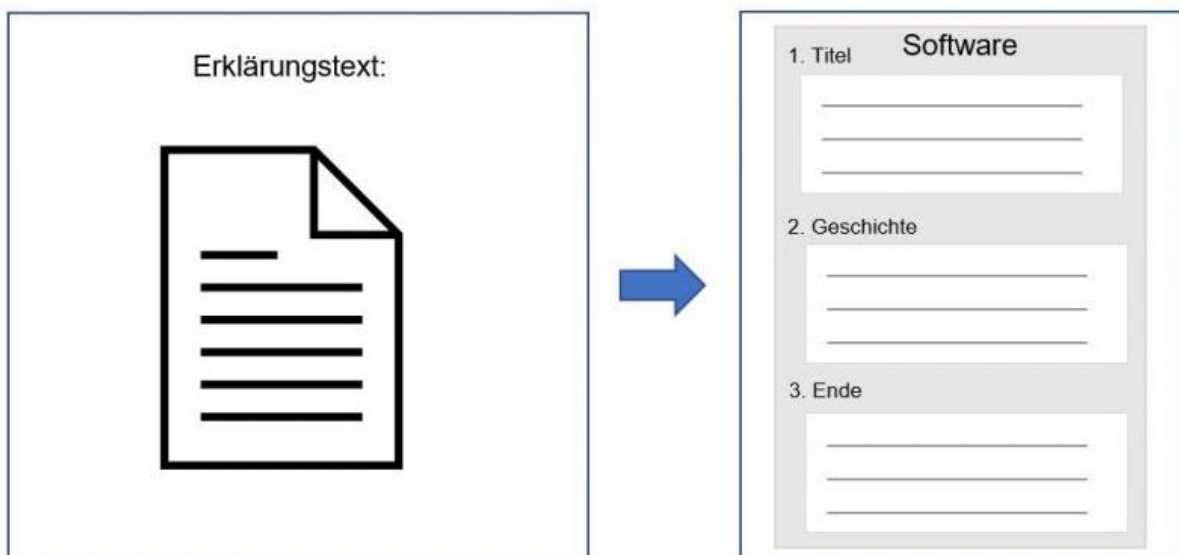 Erklärungstext:
Software
1. Titel
2. Geschichte
3. Ende